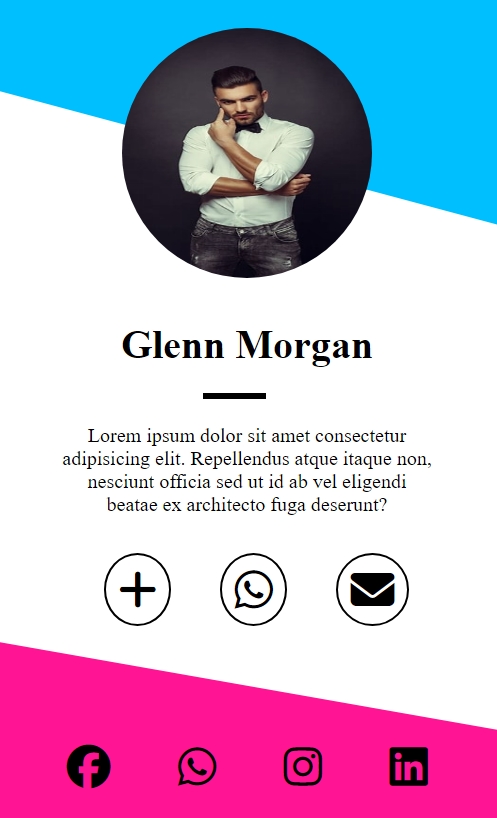 Glenn Morgan
Lorem ipsum dolor sit amet consectetur
adipisicing elit. Repellendus atque itaque non,
nesciunt officia sed ut id ab vel eligendi
beatae ex architecto fuga deserunt?